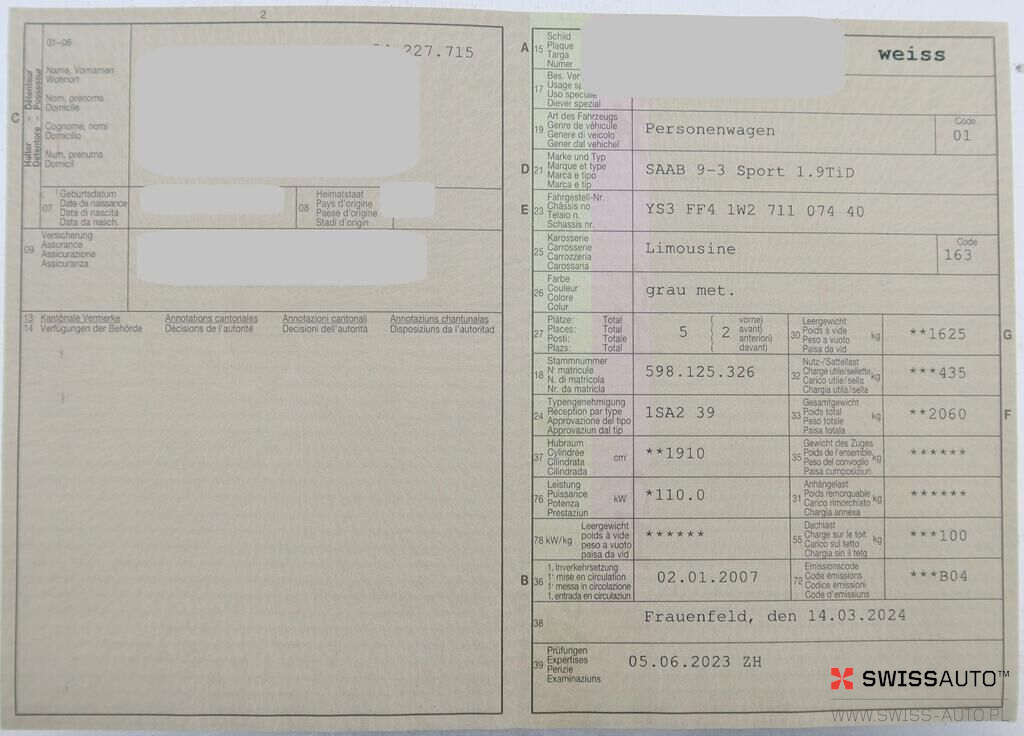 2
01-06
227.715
C
Halter - Détenteur
Detentore - Possessur
Name, Vornamen
Wohnort
Nom, prénoms
Domicile
Cognome, nomi
Domicilio
Num, prenums
Domicil
07
Geburtsdatum
Date de naissance
Data di nascita
Data da nasch.
08
Heimatstaat
Pays d'origine
Paese d'origine
Stadi d'origin
09
Versicherung
Assurance
Assicurazione
Assicuranza
13 Kantonale Vermerke Annotations cantonales Annotazioni cantonali Annotaziuns chantunalas
14 Verfügungen der Behörde Décisions de l'autorité Decisioni dell'autorità Disposiziuns da l'autoritad
A 15
Schild
Plaque
Targa
Numer
weiss
17
Bes. Ver
Usage sp
Uso speciale
Diever spezial
19
Art des Fahrzeugs
Genre de véhicule
Genere di veicolo
Gener dal vehichel
Personenwagen
Code
01
D 21
Marke und Typ
Marque et type
Marca e tipo
Marca e tip
SAAB 9-3 Sport 1.9TiD
E 23
Fahrgestell-Nr.
Châssis no
Telaio n.
Schassis nr.
YS3 FF4 1W2 711 074 40
25
Karosserie
Carrosserie
Carrozzeria
Carossaria
Limousine
Code
163
26
Farbe
Couleur
Colore
Colur
grau met.
27
Plätze: Total
Places: Total
Posti: Totale
Plazs: Total
5
2
vorne)
avant)
anteriori)
davant)
30
Leergewicht
Poids à vide
Peso a vuoto
Paisa da vid
kg
**1625
G
18
Stammnummer
N° matricule
N. di matricola
Nr. da matricla
598.125.326
32
Nutz-/Sattellast
Charge utile/sellette
Carico utile/sella
Chargia utila/sella
kg
***435
24
Typengenehmigung
Réception par type
Approvazione del tipo
Approvaziun dal tip
1SA2 39
33
Gesamtgewicht
Poids total
Peso totale
Paisa totala
kg
**2060
F
37
Hubraum
Cylindrée
Cilindrata
Cilindrada
cm³
**1910
35
Gewicht des Zuges
Poids de l'ensemble
Peso del convoglio
Paisa cumposiziun
kg
******
76
Leistung
Puissance
Potenza
Prestaziun
kW
*110.0
31
Anhängelast
Poids remorquable
Carico rimorchiato
Chargia annexa
kg
******
78 kW/kg
Leergewicht
poids à vide
peso a vuoto
paisa da vid
******
55
Dachlast
Charge sur le toit
Carico sul tetto
Chargia sin il tetg
kg
***100
B 36
1. Inverkehrsetzung
1re mise en circulation
1a messa in circolazione
1. entrada en circulaziun
02.01.2007
72
Emissionscode
Code émissions
Codice emissioni
Code d'emissiuns
***B04
38
Frauenfeld, den 14.03.2024
39
Prüfungen
Expertises
Perizie
Examinaziuns
05.06.2023 ZH
SWISSAUTO™
WWW.SWISS-AUTO.PL